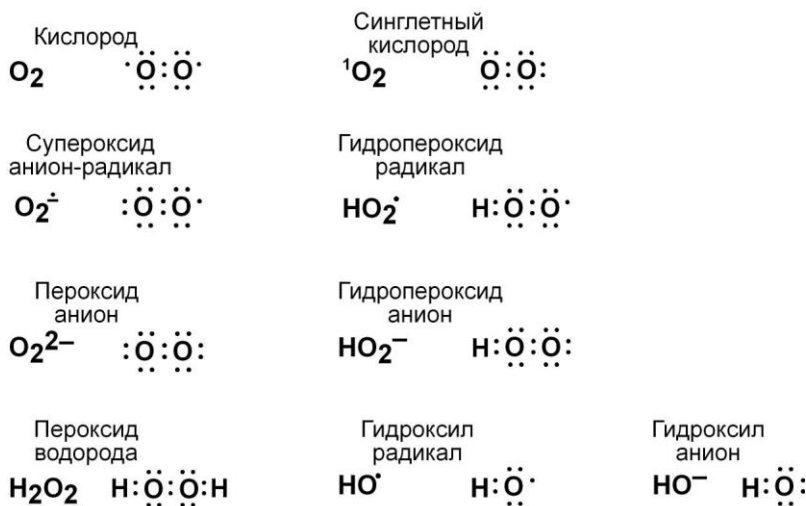 Кислород
O₂ ·Ö:Ö·
Синглетный
кислород
¹O₂ Ö:Ö:
Супероксид
анион-радикал
O₂∸ :Ö:Ö·
Гидропероксид
радикал
HO₂• H:Ö:Ö·
Пероксид
анион
O₂²– :Ö:Ö:
Гидропероксид
анион
HO₂– H:Ö:Ö:
Пероксид
водорода
H₂O₂ H:Ö:Ö:H
Гидроксил
радикал
HO• H:Ö·
Гидроксил
анион
HO– H:Ö: